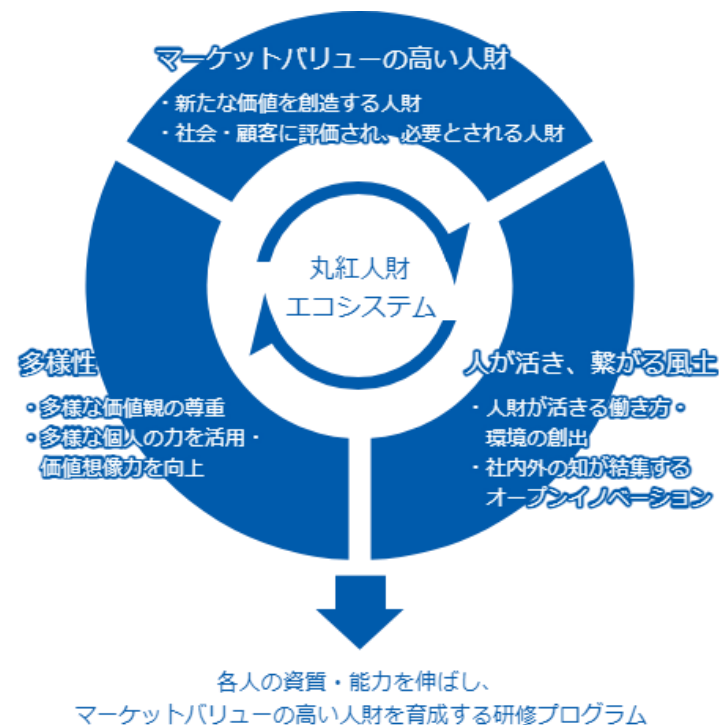 マーケットバリューの高い人財
・新たな価値を創造する人財
・社会・顧客に評価され、必要とされる人財
丸紅人財
エコシステム
多様性
・多様な価値観の尊重
・多様な個人の力を活用・
価値想像力を向上
人が活き、繋がる風土
・人財が活きる働き方・
環境の創出
・社内外の知が結集する
オープンイノベーション
各人の資質・能力を伸ばし、
マーケットバリューの高い人財を育成する研修プログラム